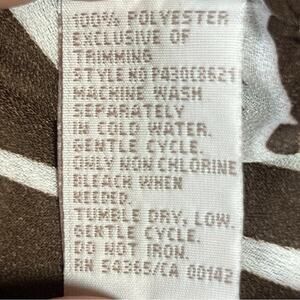 100% POLYESTER
EXCLUSIVE OF
TRIMMING
STYLE NO P430C8R21
MACHINE WASH
SEPARATELY
IN COLD WATER.
GENTLE CYCLE.
ONLY NON CHLORINE
BLEACH WHEN
NEEDED.
TUMBLE DRY, LOW.
GENTLE CYCLE.
DO NOT IRON.
RN 54365/CA 00142